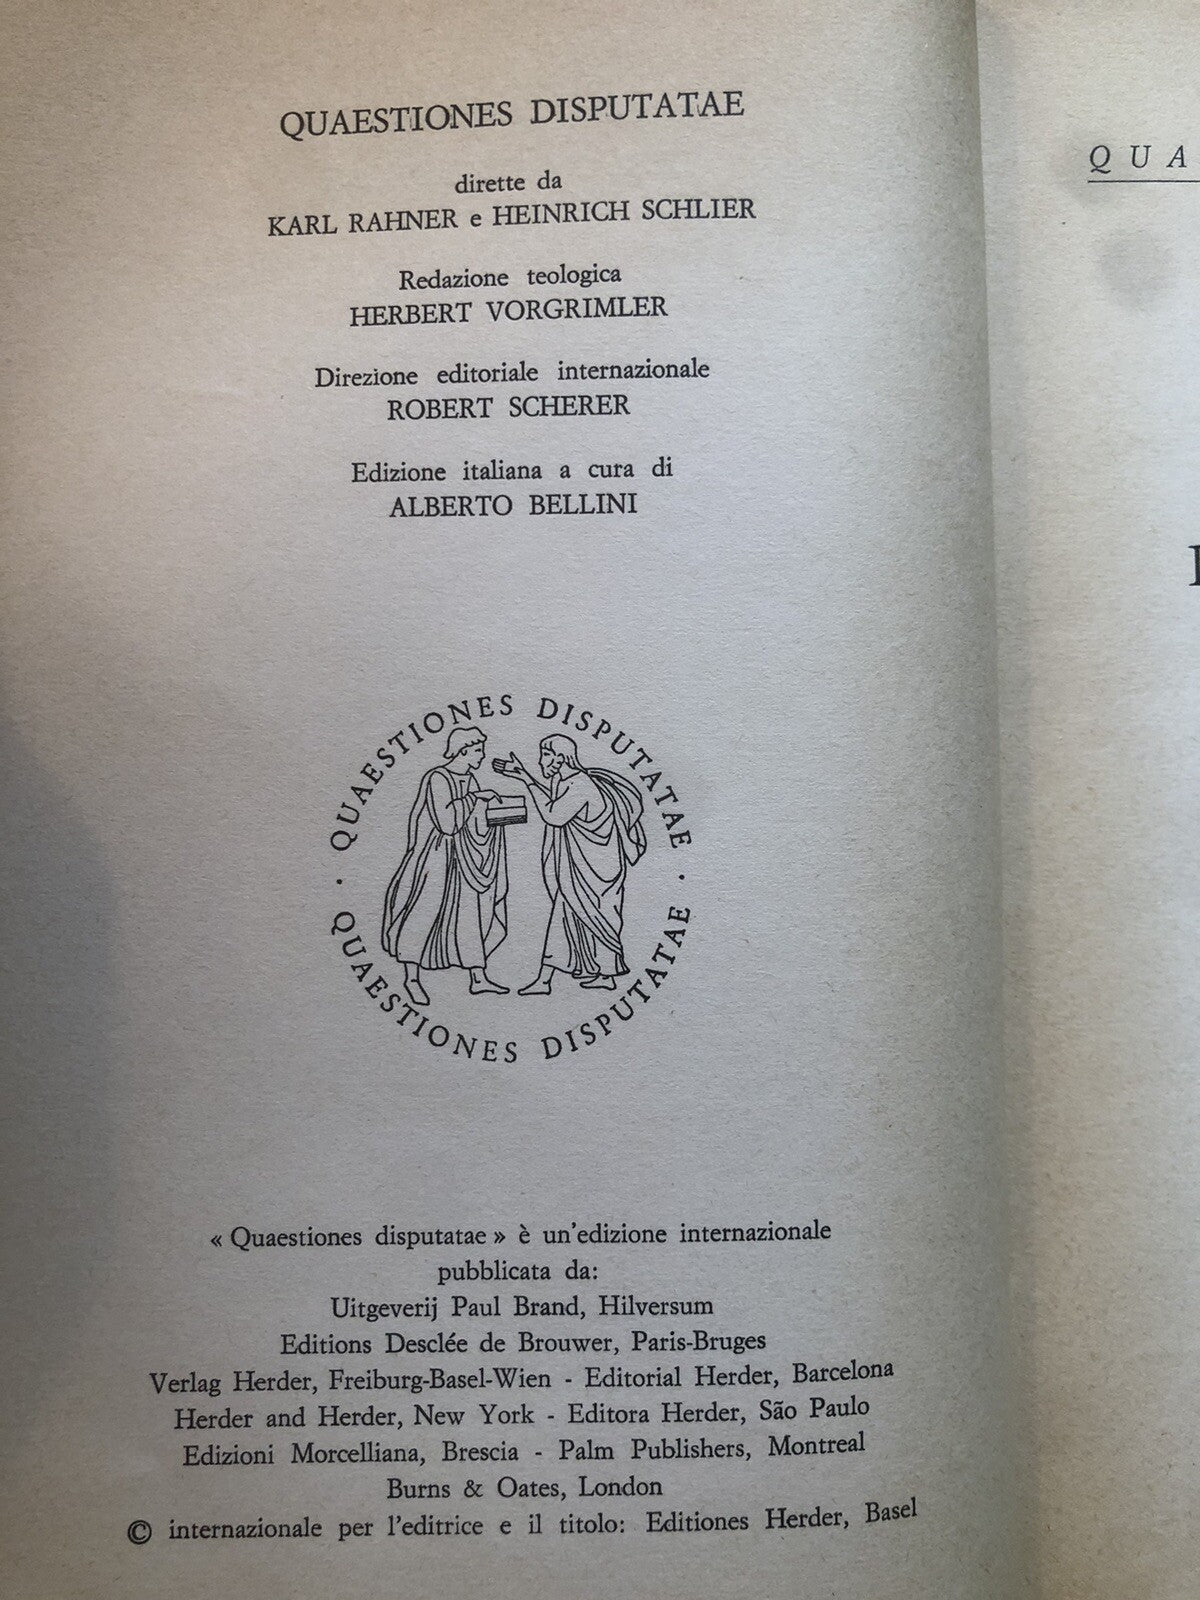 QUAESTIONES DISPUTATAE
dirette da
KARL RAHNER e HEINRICH SCHLIER
Redazione teologica
HERBERT VORGRIMLER
Direzione editoriale internazionale
ROBERT SCHERER
Edizione italiana a cura di
ALBERTO BELLINI
QUAESTIONES DISPUTATAE
· QUAESTIONES DISPUTATAE ·
« Quaestiones disputatae » è un'edizione internazionale
pubblicata da:
Uitgeverij Paul Brand, Hilversum
Editions Desclée de Brouwer, Paris-Bruges
Verlag Herder, Freiburg-Basel-Wien - Editorial Herder, Barcelona
Herder and Herder, New York - Editora Herder, São Paulo
Edizioni Morcelliana, Brescia - Palm Publishers, Montreal
Burns & Oates, London
© internazionale per l'editrice e il titolo: Editiones Herder, Basel
QUA